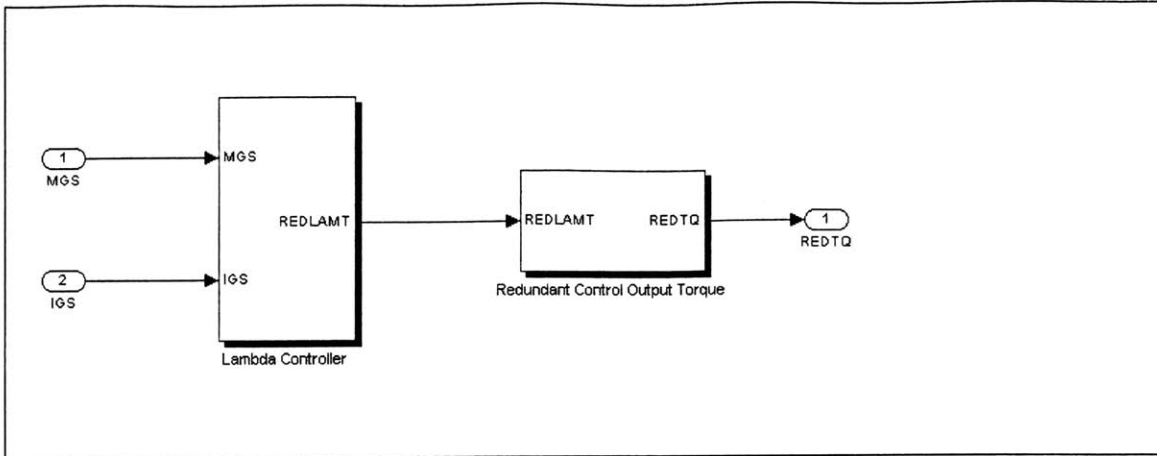 1
MGS
2
IGS
MGS
REDLAMT
IGS
Lambda Controller
REDLAMT REDTQ
Redundant Control Output Torque
1
REDTQ